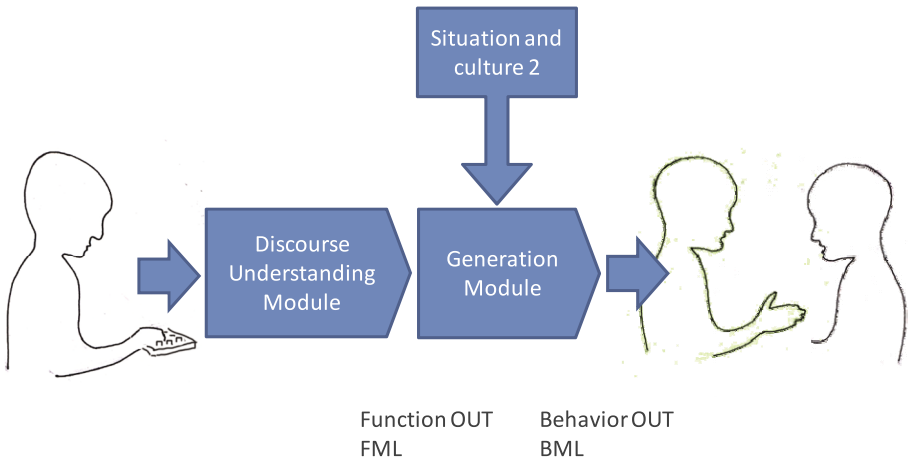 Situation and
culture 2
Discourse
Understanding
Module
Generation
Module
Function OUT
FML
Behavior OUT
BML